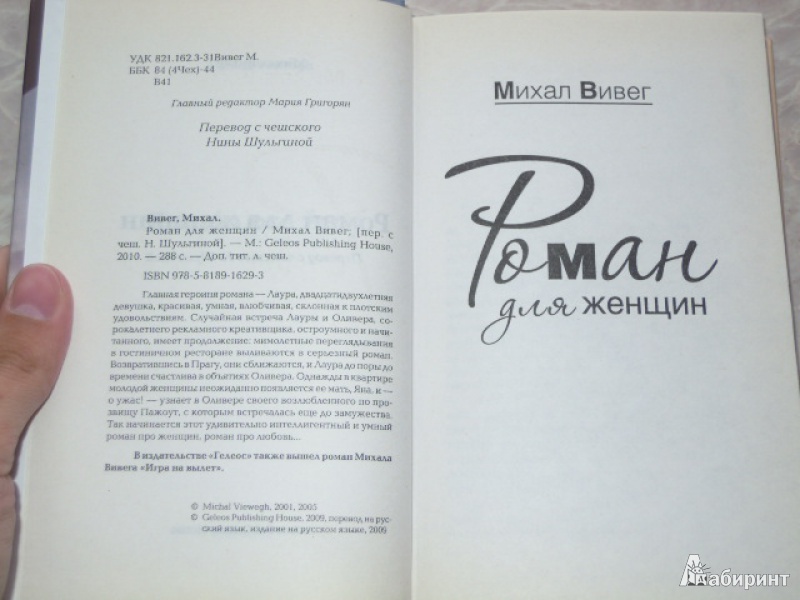 УДК 821.162.3-31Вивег М.
ББК 84 (4Чех)-44
В41
Главный редактор Мария Григорян
Перевод с чешского
Нины Шульгиной
Вивег, Михал.
Роман для женщин / Михал Вивег; [пер. с
чеш. Н. Шульгиной]. — М.: Geleos Publishing House,
2010. — 288 с. — Доп. тит. л. чеш.
ISBN 978-5-8189-1629-3
Главная героиня романа — Лаура, двадцатидвухлетняя
девушка, красивая, умная, влюбчивая, склонная к плотским
удовольствиям. Случайная встреча Лауры и Оливера, со-
рокалетнего рекламного креативщика, остроумного и начи-
танного, имеет продолжение: мимолетные переглядывания
в гостиничном ресторане выливаются в серьезный роман.
Возвратившись в Прагу, они сближаются, и Лаура до поры до
времени счастлива в объятиях Оливера. Однажды в квартире
молодой женщины неожиданно появляется ее мать, Яна, и —
о ужас! — узнает в Оливере своего возлюбленного по про-
звищу Пажоут, с которым встречалась еще до замужества.
Так начинается этот удивительно интеллигентный и умный
роман про женщин, роман про любовь...
В издательстве «Гелеос» также вышел роман Михала
Вивега «Игра на вылет».
© Michal Viewegh, 2001, 2005
© Geleos Publishing House, 2009, перевод на рус-
ский язык, издание на русском языке, 2009
Михал Вивег
Роман
для женщин
Лабиринт